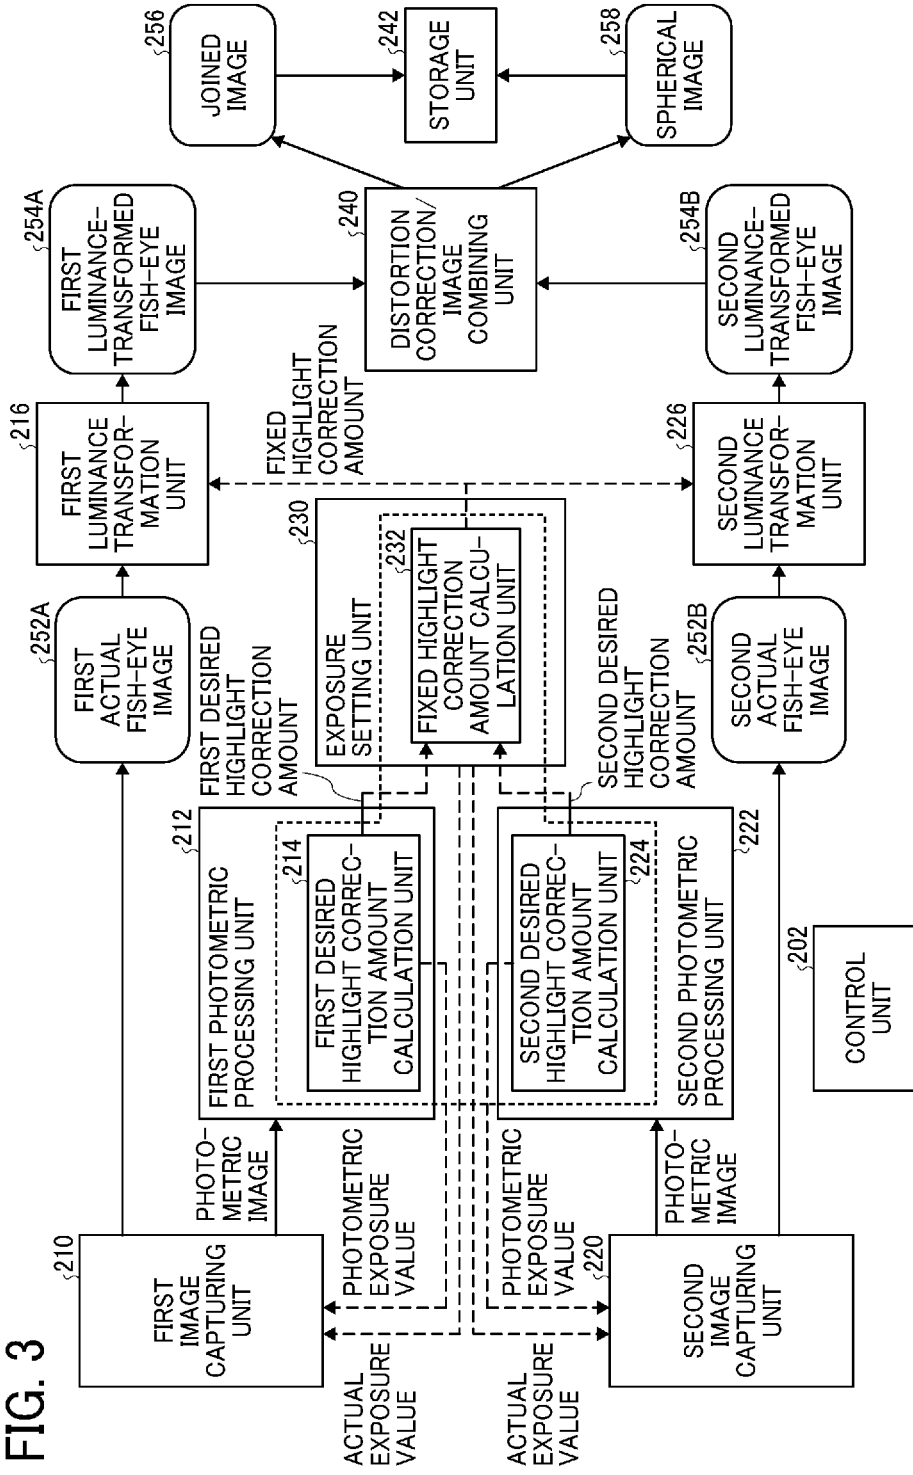 FIG. 3
210
FIRST
IMAGE
CAPTURING
UNIT
PHOTO-
METRIC IMAGE
PHOTOMETRIC
EXPOSURE
VALUE
ACTUAL
EXPOSURE
VALUE
220
SECOND
IMAGE
CAPTURING
UNIT
PHOTO-
METRIC IMAGE
PHOTOMETRIC
EXPOSURE
VALUE
ACTUAL
EXPOSURE
VALUE
212
FIRST PHOTOMETRIC
PROCESSING UNIT
214
FIRST DESIRED
HIGHLIGHT CORREC-
TION AMOUNT
CALCULATION UNIT
222
SECOND PHOTOMETRIC
PROCESSING UNIT
224
SECOND DESIRED
HIGHLIGHT CORREC-
TION AMOUNT
CALCULATION UNIT
202
CONTROL
UNIT
252A
FIRST
ACTUAL
FISH-EYE
IMAGE
FIRST DESIRED
HIGHLIGHT
CORRECTION
AMOUNT
230
EXPOSURE
SETTING UNIT
232
FIXED HIGHLIGHT
CORRECTION
AMOUNT CALCU-
LATION UNIT
SECOND DESIRED
HIGHLIGHT
CORRECTION
AMOUNT
252B
SECOND
ACTUAL
FISH-EYE
IMAGE
216
FIRST
LUMINANCE
TRANSFOR-
MATION
UNIT
FIXED
HIGHLIGHT
CORRECTION
AMOUNT
226
SECOND
LUMINANCE
TRANSFOR-
MATION
UNIT
254A
FIRST
LUMINANCE-
TRANSFORMED
FISH-EYE
IMAGE
240
DISTORTION
CORRECTION/
IMAGE
COMBINING
UNIT
254B
SECOND
LUMINANCE-
TRANSFORMED
FISH-EYE
IMAGE
256
JOINED
IMAGE
242
STORAGE
UNIT
258
SPHERICAL
IMAGE